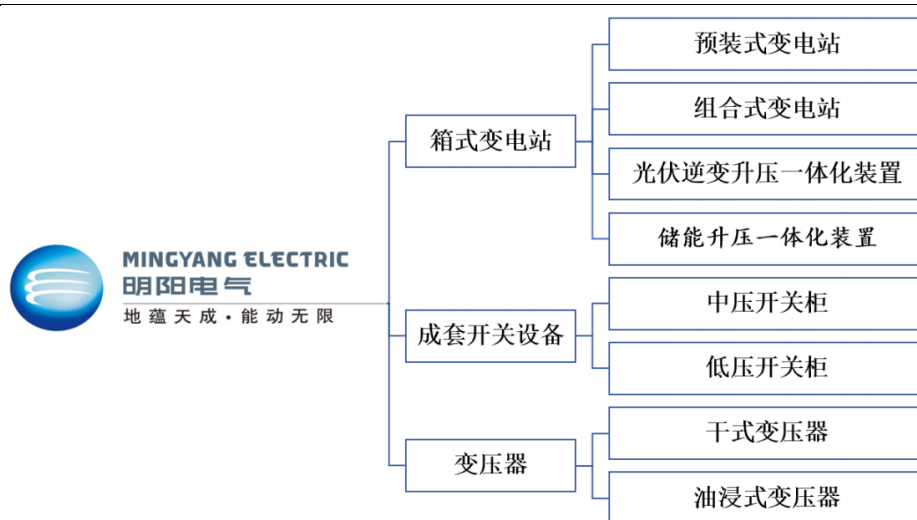 MINGYANG ELECTRIC
明阳电气
地蕴天成·能动无限
箱式变电站
预装式变电站
组合式变电站
光伏逆变升压一体化装置
储能升压一体化装置
成套开关设备
中压开关柜
低压开关柜
变压器
干式变压器
油浸式变压器